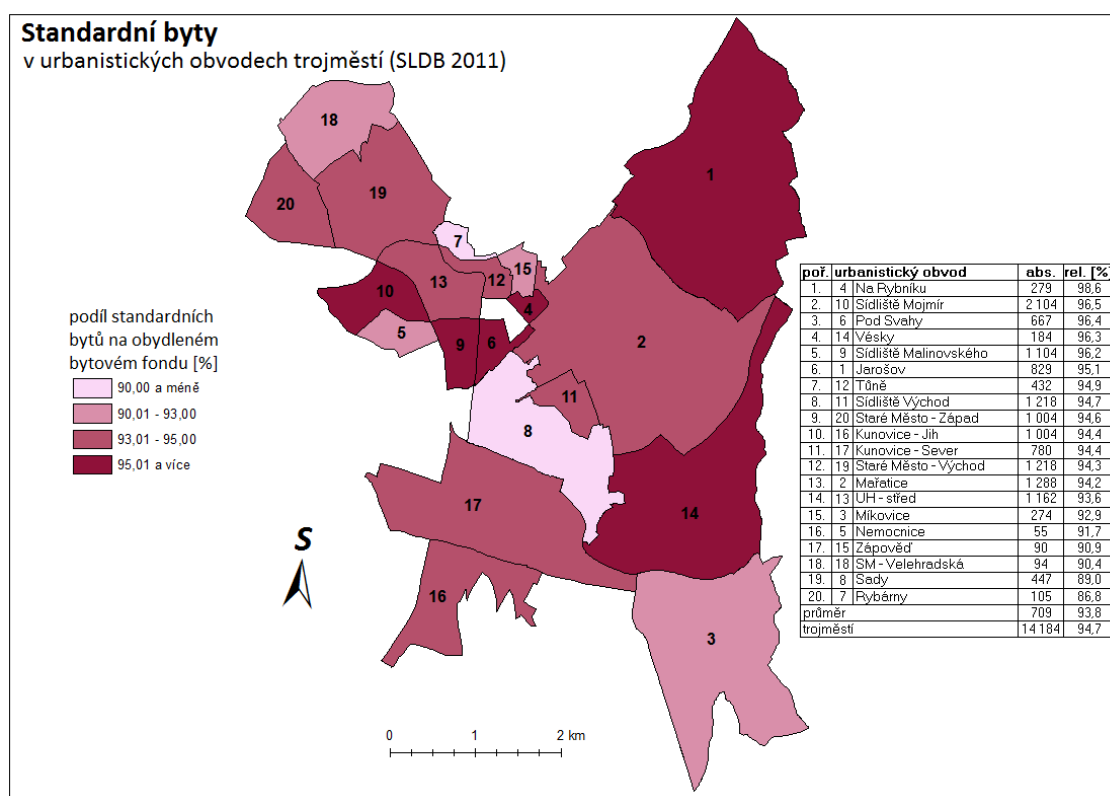 Standardní byty
v urbanistických obvodech trojměstí (SLDB 2011)
18
1
20
19
7
15
12
13
10
4
5
9
6
2
11
8
17
14
16
3
podíl standardních
bytů na obydleném
bytovém fondu [%]
90,00 a méně
90,01 - 93,00
93,01 - 95,00
95,01 a více
S
0 1 2 km
poř. urbanistický obvod abs. rel. [%]
1. 4 Na Rybníku 279 98,6
2. 10 Sídliště Mojmír 2 104 96,5
3. 6 Pod Svahy 667 96,4
4. 14 Vésky 184 96,3
5. 9 Sídliště Malinovského 1 104 96,2
6. 1 Jarošov 829 95,1
7. 12 Tůně 432 94,9
8. 11 Sídliště Východ 1 218 94,7
9. 20 Staré Město - Západ 1 004 94,6
10. 16 Kunovice - Jih 1 004 94,4
11. 17 Kunovice - Sever 780 94,4
12. 19 Staré Město - Východ 1 218 94,3
13. 2 Mařatice 1 288 94,2
14. 13 UH - střed 1 162 93,6
15. 3 Míkovice 274 92,9
16. 5 Nemocnice 55 91,7
17. 15 Zápověď 90 90,9
18. 18 SM - Velehradská 94 90,4
19. 8 Sady 447 89,0
20. 7 Rybárny 105 86,8
průměr 709 93,8
trojměstí 14 184 94,7